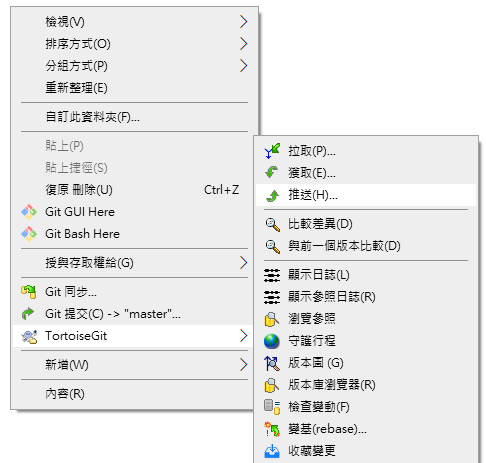 檢視(V)
排序方式(O)
分組方式(P)
重新整理(E)
自訂此資料夾(F)...
貼上(P)
貼上捷徑(S)
復原 刪除(U) Ctrl+Z
Git GUI Here
Git Bash Here
授與存取權給(G)
Git 同步...
Git 提交(C) -> "master"...
TortoiseGit
新增(W)
內容(R)
拉取(P)...
獲取(E)...
推送(H)...
比較差異(D)
與前一個版本比較(D)
顯示日誌(L)
顯示參照日誌(R)
瀏覽參照
守護行程
版本圖 (G)
版本庫瀏覽器(R)
檢查變動(F)
變基(rebase)...
收藏變更